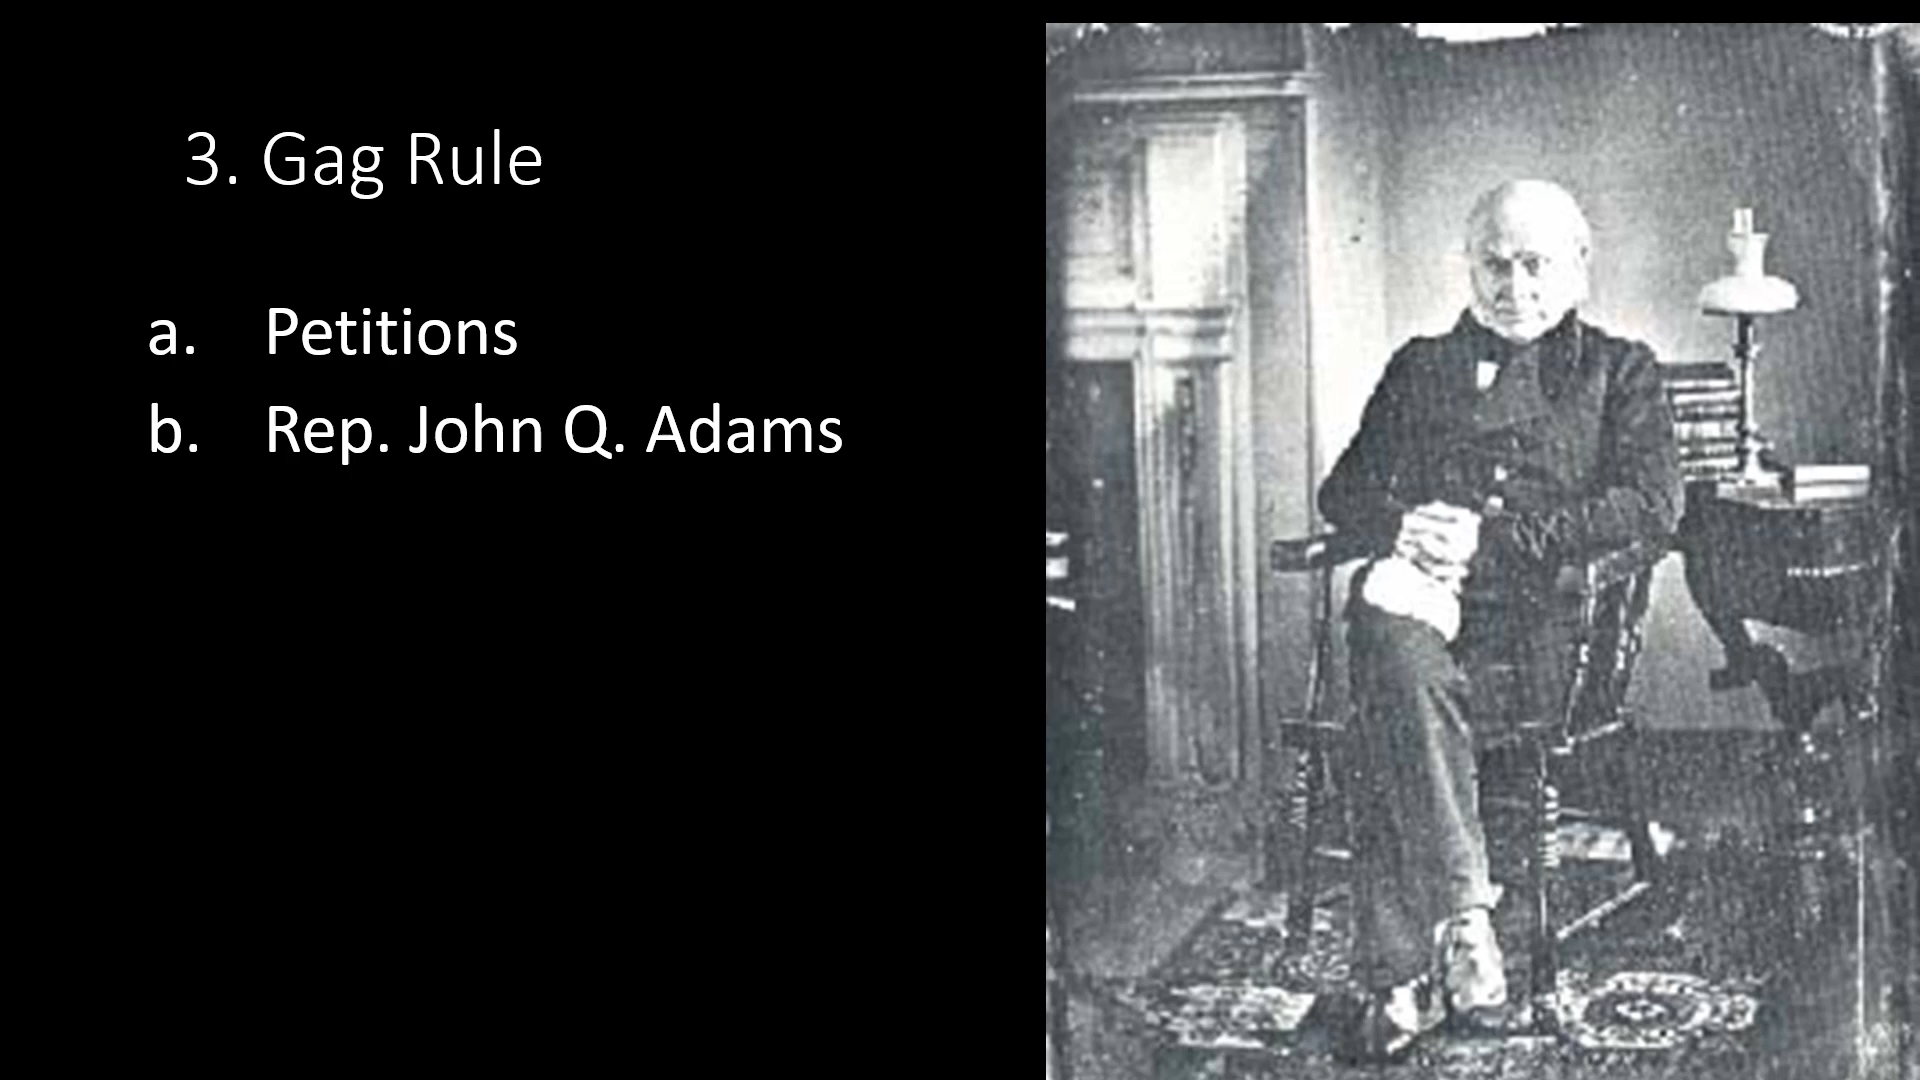 3. Gag Rule
a. Petitions
b. Rep. John Q. Adams